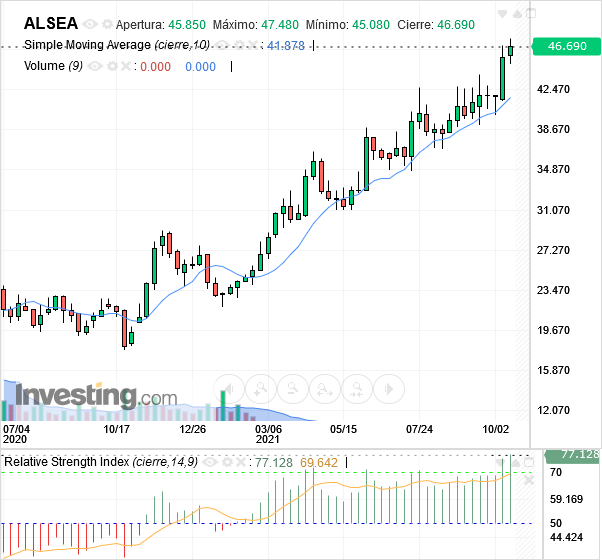 ALSEA Apertura: 45.850 Máximo: 47.480 Mínimo: 45.080 Cierre: 46.690
Simple Moving Average (cierre,10) : 41.878 |
46.690
Volume (9) : 0.000 0.000 |
42.470
38.670
34.870
31.070
27.270
23.470
19.670
15.870
Investing.com
12.070
07/04 10/17 12/26 03/06 05/15 07/24 10/02
2020 2021
Relative Strength Index (cierre,14,9) : 77.128 69.642 |
77.128
70
59.169
50
44.424